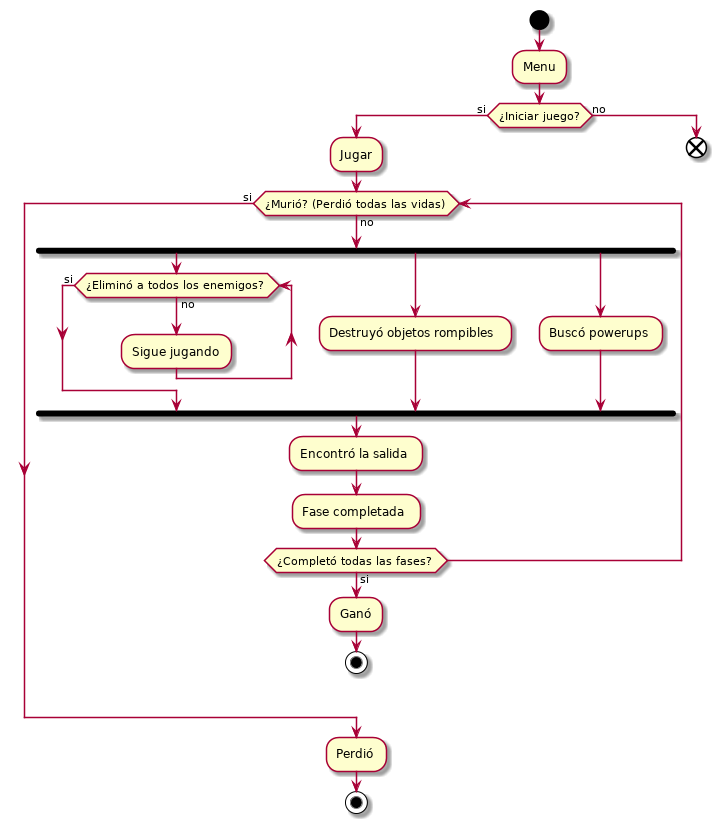 Menu
¿Iniciar juego?
si
no
Jugar
¿Murió? (Perdió todas las vidas)
si
no
¿Eliminó a todos los enemigos?
si
no
Sigue jugando
Destruyó objetos rompibles
Buscó powerups
Encontró la salida
Fase completada
¿Completó todas las fases?
si
Ganó
Perdió